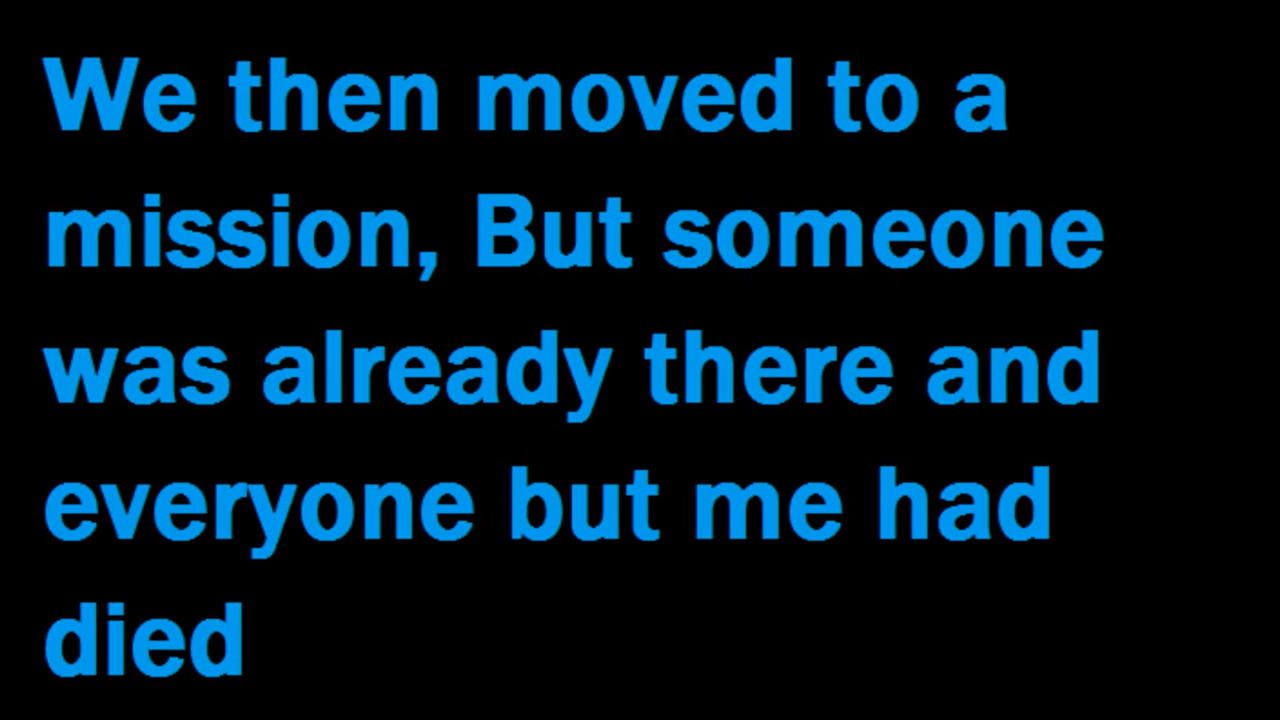 We then moved to a
mission, But someone
was already there and
everyone but me had
died